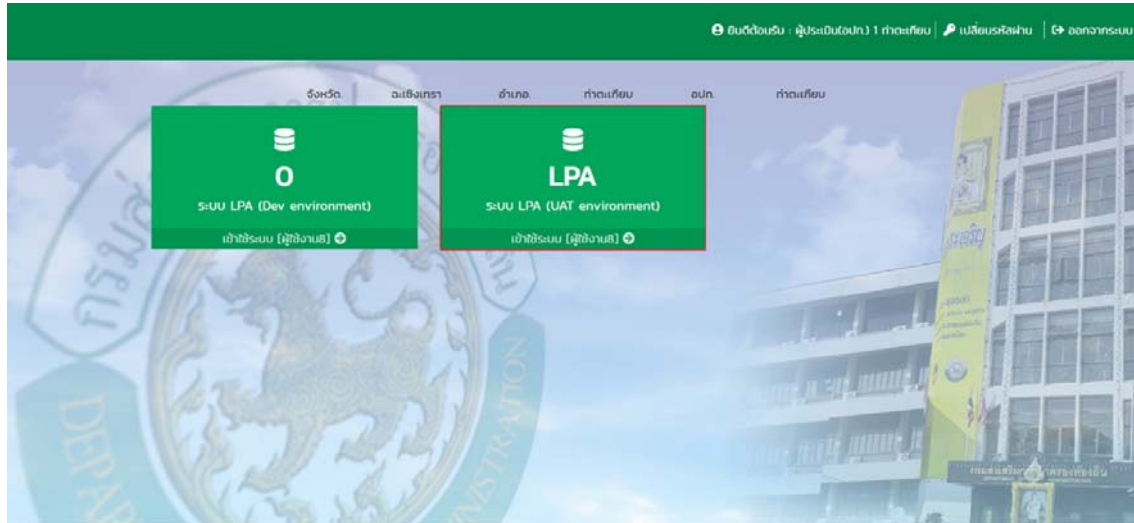 ยินดีต้อนรับ : ผู้ประเมิน(อปท.) 1 ท่าตะเกียบ เปลี่ยนรหัสผ่าน ออกจากระบบ
จังหวัด. ฉะเชิงเทรา อำเภอ. ท่าตะเกียบ อปท. ท่าตะเกียบ
0
ระบบ LPA (Dev environment)
เข้าใช้ระบบ [ผู้ใช้งาน8]
LPA
ระบบ LPA (UAT environment)
เข้าใช้ระบบ [ผู้ใช้งาน8]